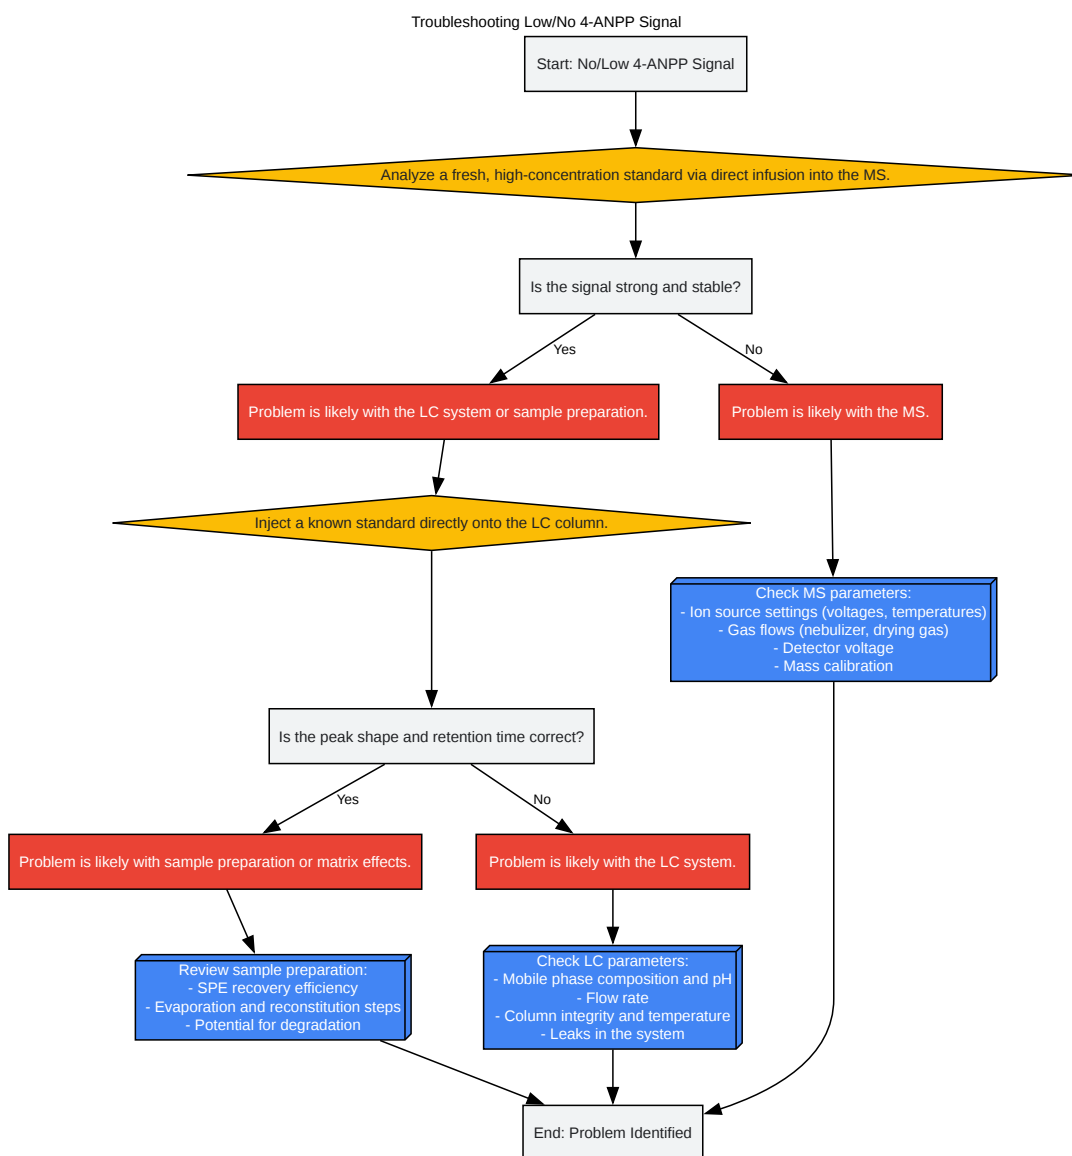 Troubleshooting Low/No 4-ANPP Signal
Start: No/Low 4-ANPP Signal
Analyze a fresh, high-concentration standard via direct infusion into the MS.
Is the signal strong and stable?
Yes
No
Problem is likely with the LC system or sample preparation.
Problem is likely with the MS.
Inject a known standard directly onto the LC column.
Check MS parameters:
- Ion source settings (voltages, temperatures)
- Gas flows (nebulizer, drying gas)
- Detector voltage
- Mass calibration
Is the peak shape and retention time correct?
Yes
No
Problem is likely with sample preparation or matrix effects.
Problem is likely with the LC system.
Review sample preparation:
- SPE recovery efficiency
- Evaporation and reconstitution steps
- Potential for degradation
Check LC parameters:
- Mobile phase composition and pH
- Flow rate
- Column integrity and temperature
- Leaks in the system
End: Problem Identified